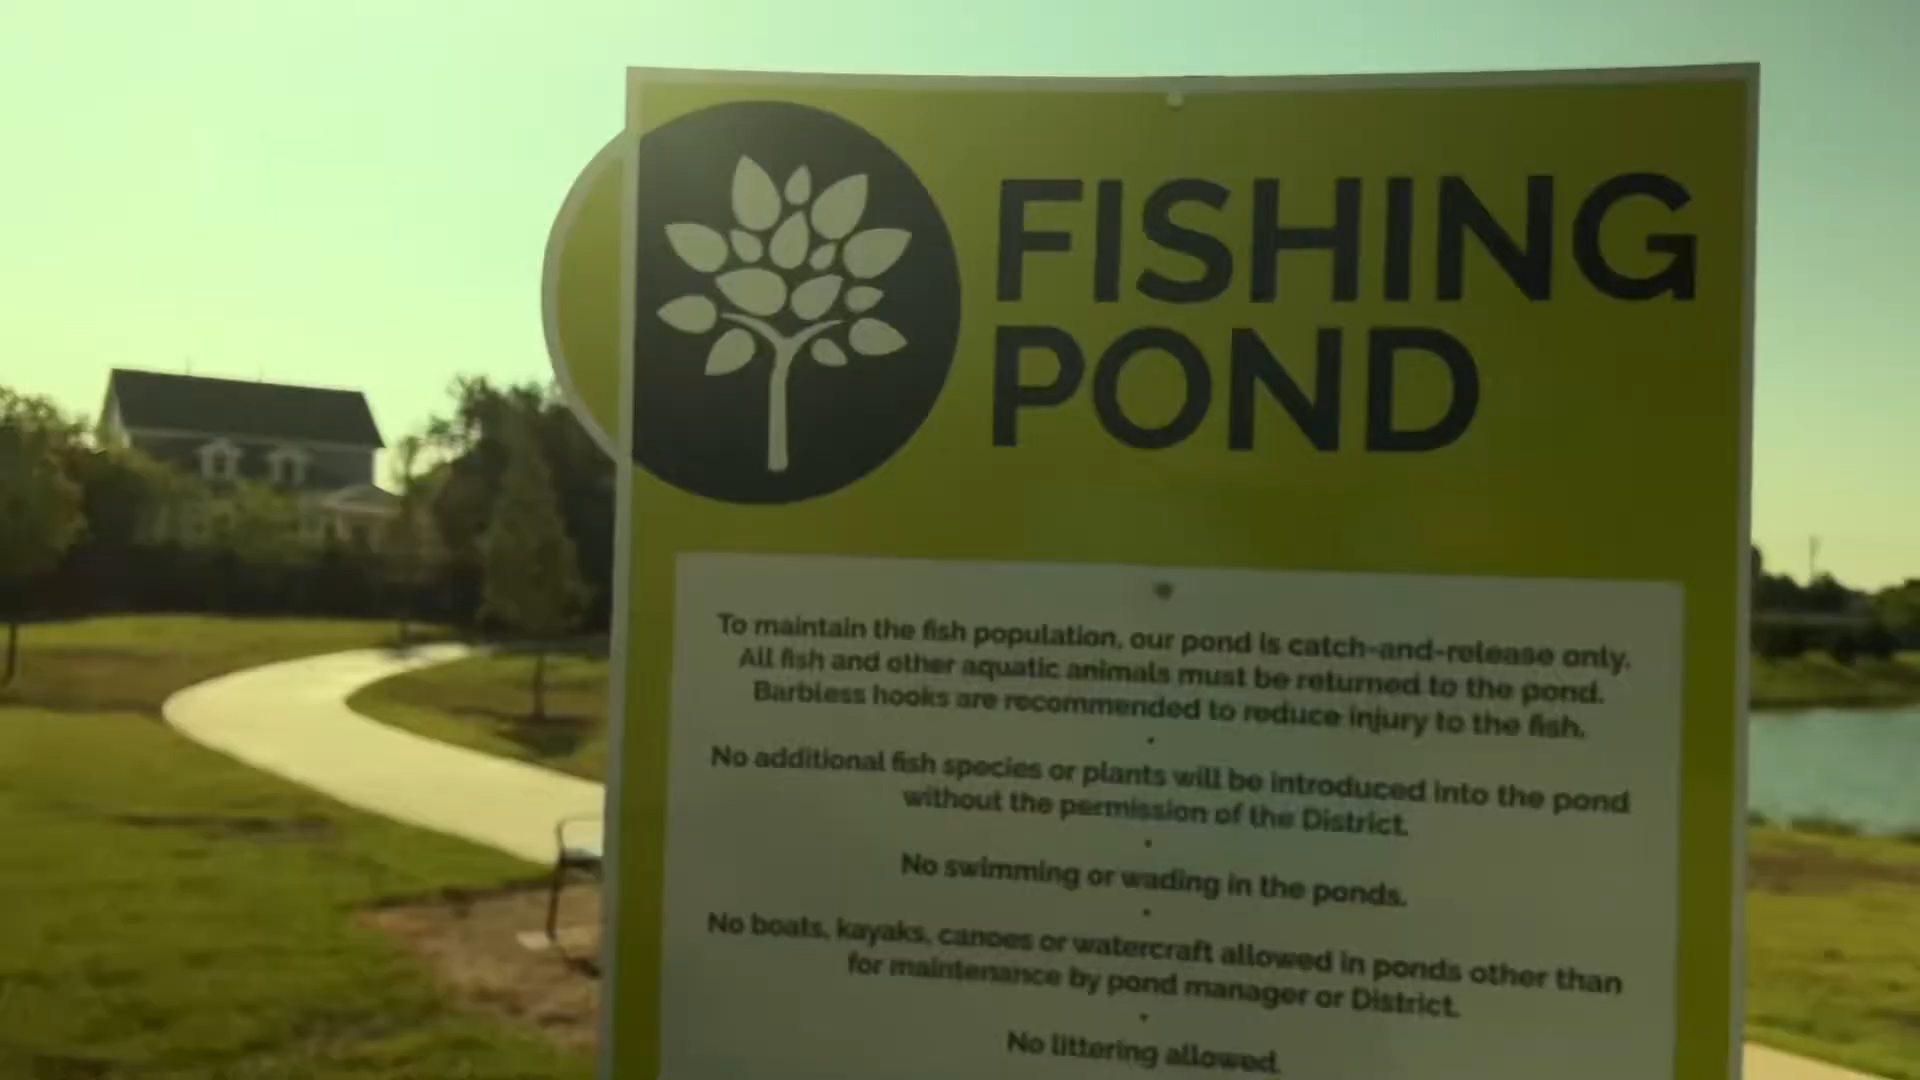 FISHING
POND
To maintain the fish population, our pond is catch-and-release only.
All fish and other aquatic animals must be returned to the pond.
Barbless hooks are recommended to reduce injury to the fish.
•
No additional fish species or plants will be introduced into the pond
without the permission of the District.
•
No swimming or wading in the ponds.
•
No boats, kayaks, canoes or watercraft allowed in ponds other than
for maintenance by pond manager or District.
•
No littering allowed.